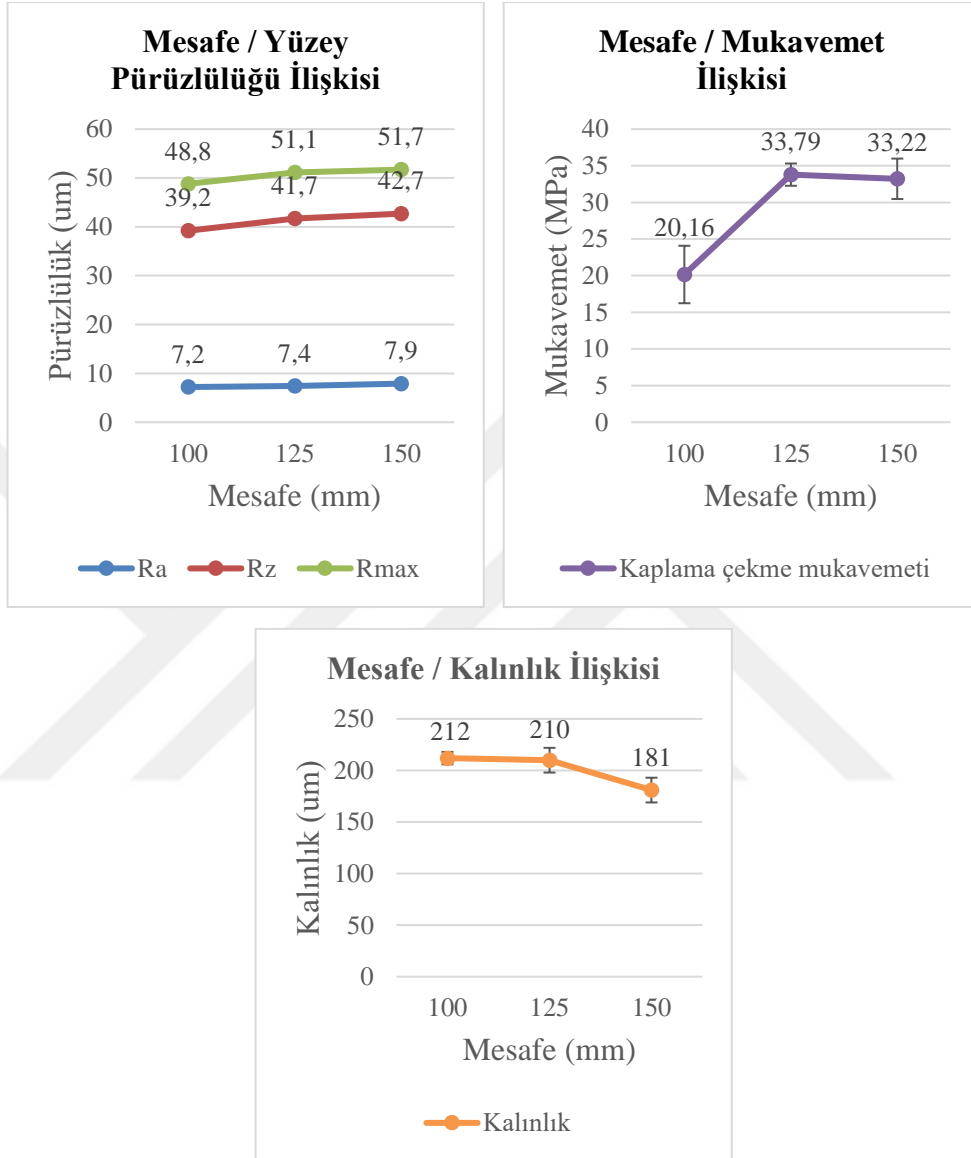 Mesafe / Yüzey
Pürüzlülüğü İlişkisi
60
50
40
30
20
10
0
Pürüzlülük (um)
48,8
51,1
51,7
39,2
41,7
42,7
7,2
7,4
7,9
100
125
150
Mesafe (mm)
Ra
Rz
Rmax
Mesafe / Mukavemet
İlişkisi
40
35
30
25
20
15
10
5
0
Mukavemet (MPa)
20,16
33,79
33,22
100
125
150
Mesafe (mm)
Kaplama çekme mukavemeti
Mesafe / Kalınlık İlişkisi
250
200
150
100
50
0
Kalınlık (um)
212
210
181
100
125
150
Mesafe (mm)
Kalınlık